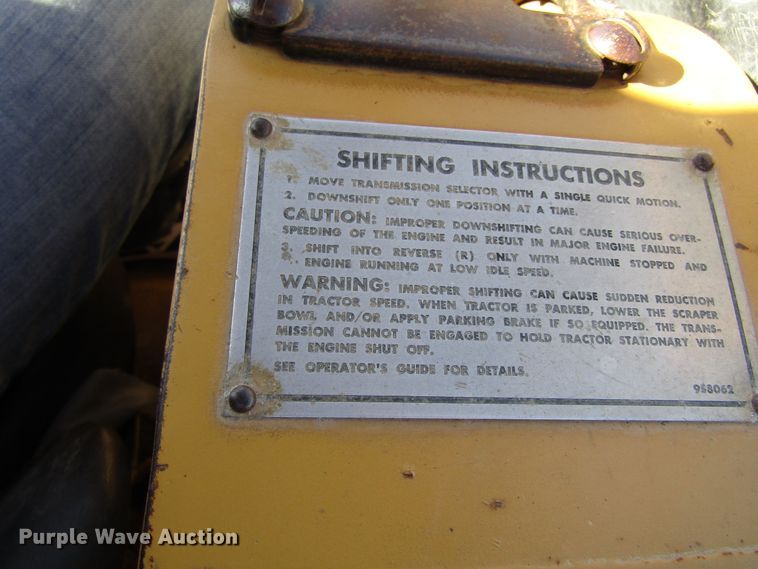 SHIFTING INSTRUCTIONS
1. MOVE TRANSMISSION SELECTOR WITH A SINGLE QUICK MOTION.
2. DOWNSHIFT ONLY ONE POSITION AT A TIME.
CAUTION: IMPROPER DOWNSHIFTING CAN CAUSE SERIOUS OVER-
SPEEDING OF THE ENGINE AND RESULT IN MAJOR ENGINE FAILURE.
3. SHIFT INTO REVERSE (R) ONLY WITH MACHINE STOPPED AND
ENGINE RUNNING AT LOW IDLE SPEED.
WARNING: IMPROPER SHIFTING CAN CAUSE SUDDEN REDUCTION
IN TRACTOR SPEED. WHEN TRACTOR IS PARKED, LOWER THE SCRAPER
BOWL AND/OR APPLY PARKING BRAKE IF SO EQUIPPED. THE TRANS-
MISSION CANNOT BE ENGAGED TO HOLD TRACTOR STATIONARY WITH
THE ENGINE SHUT OFF.
SEE OPERATOR'S GUIDE FOR DETAILS.
958062
Purple Wave Auction